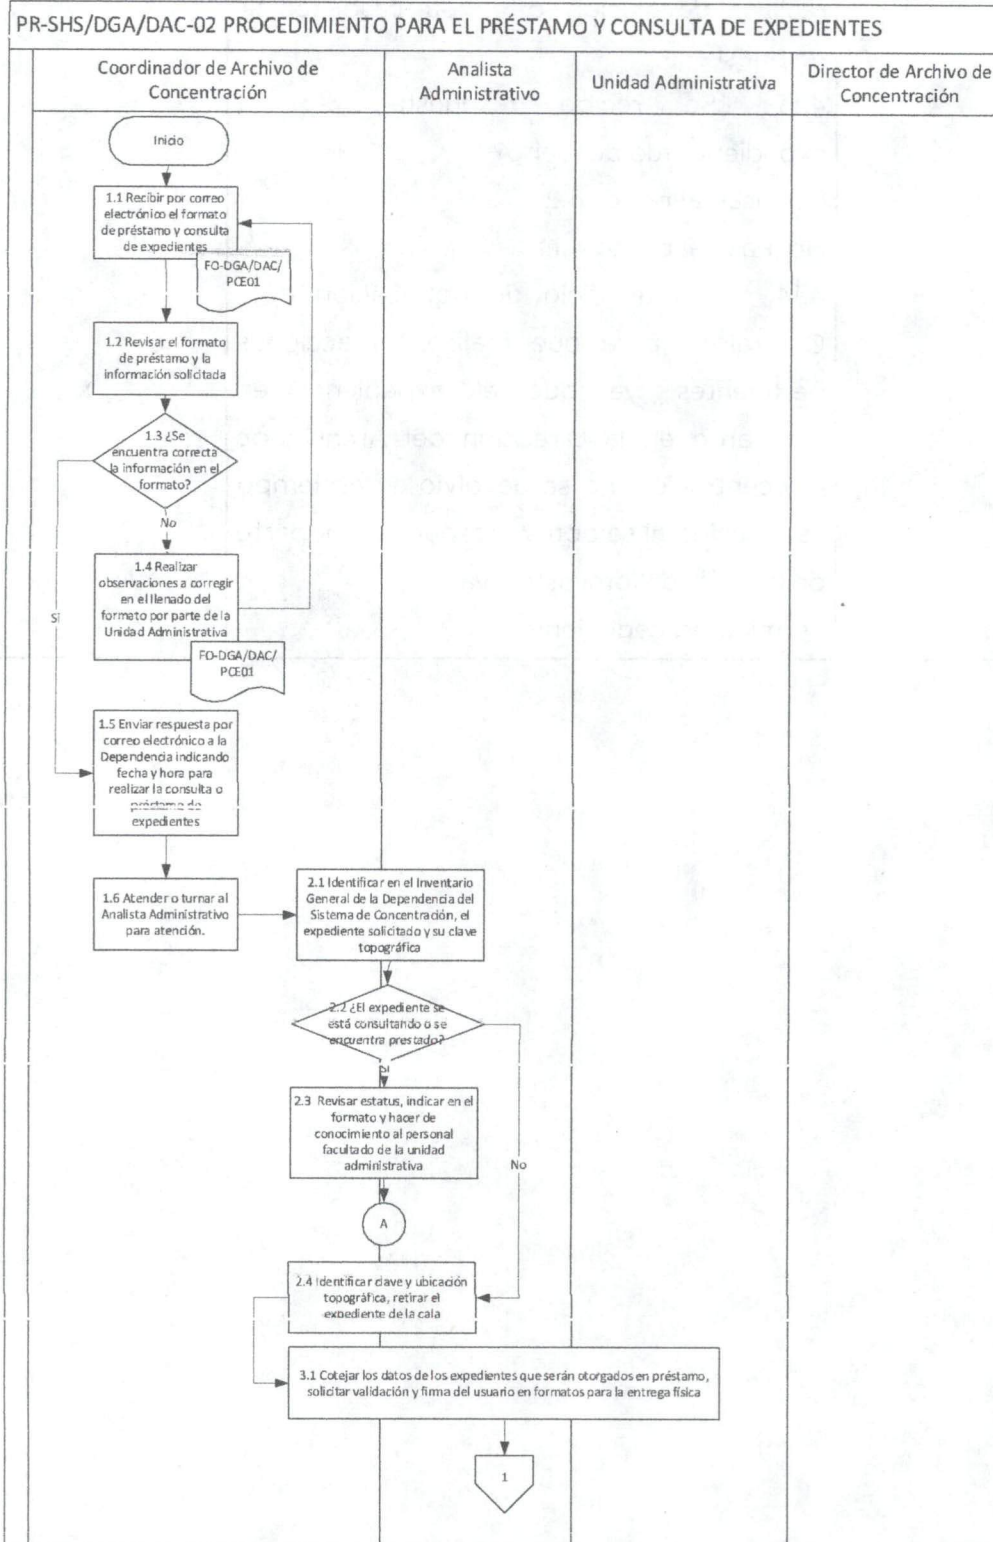 PR-SHS/DGA/DAC-02 PROCEDIMIENTO PARA EL PRÉSTAMO Y CONSULTA DE EXPEDIENTES
Coordinador de Archivo de
Concentración
Analista
Administrativo
Unidad Administrativa
Director de Archivo de
Concentración
Inicio
1.1 Recibir por correo
electrónico el formato
de préstamo y consulta
de expedientes
FO-DGA/DAC/
PCE01
1.2 Revisar el formato
de préstamo y la
información solicitada
1.3 ¿Se
encuentra correcta
la información en el
formato?
No
Si
1.4 Realizar
observaciones a corregir
en el llenado del
formato por parte de la
Unidad Administrativa
FO-DGA/DAC/
PCE01
1.5 Enviar respuesta por
correo electrónico a la
Dependencia indicando
fecha y hora para
realizar la consulta o
préstamo de
expedientes
1.6 Atender o turnar al
Analista Administrativo
para atención.
2.1 Identificar en el Inventario
General de la Dependencia del
Sistema de Concentración, el
expediente solicitado y su clave
topográfica
2.2 ¿El expediente se
está consultando o se
encuentra prestado?
Si
2.3 Revisar estatus, indicar en el
formato y hacer de
conocimiento al personal
facultado de la unidad
administrativa
No
A
2.4 Identificar clave y ubicación
topográfica, retirar el
expediente de la cala
3.1 Cotejar los datos de los expedientes que serán otorgados en préstamo,
solicitar validación y firma del usuario en formatos para la entrega física
1